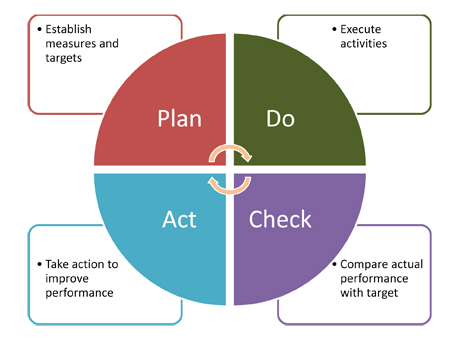 • Establish
measures and
targets
• Execute
activities
Plan
Do
Act
Check
• Take action to
improve
performance
• Compare actual
performance
with target